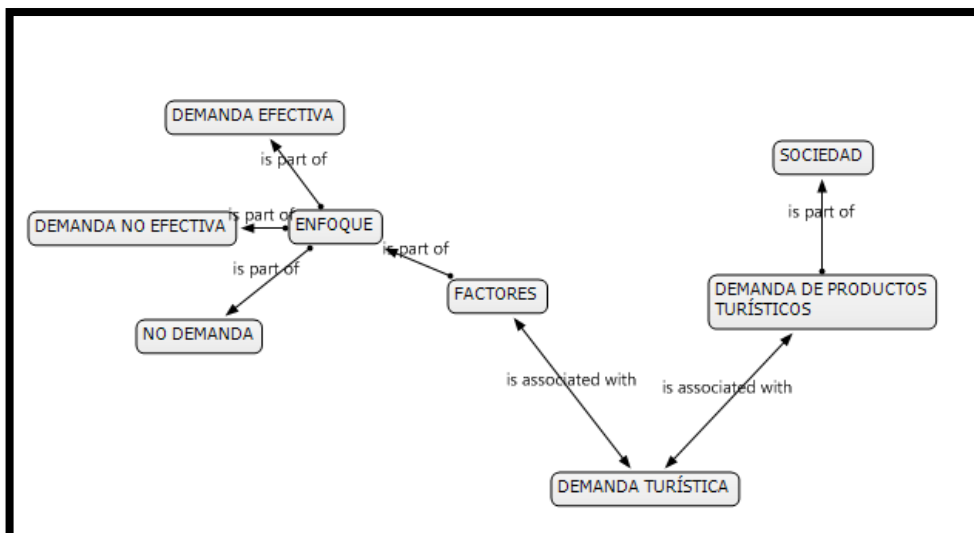 DEMANDA EFECTIVA
is part of
SOCIEDAD
is part of
DEMANDA NO EFECTIVA
is part of
ENFOQUE
is part of
is part of
FACTORES
DEMANDA DE PRODUCTOS
TURÍSTICOS
NO DEMANDA
is associated with
is associated with
DEMANDA TURÍSTICA